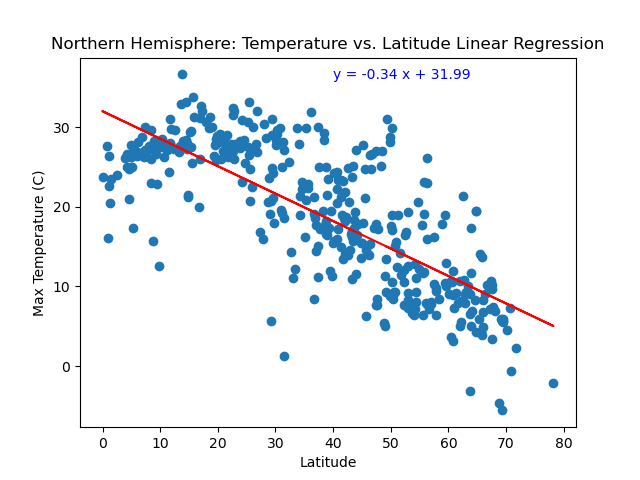 Northern Hemisphere: Temperature vs. Latitude Linear Regression
y = -0.34 x + 31.99
Max Temperature (C)
30
20
10
0
0 10 20 30 40 50 60 70 80
Latitude